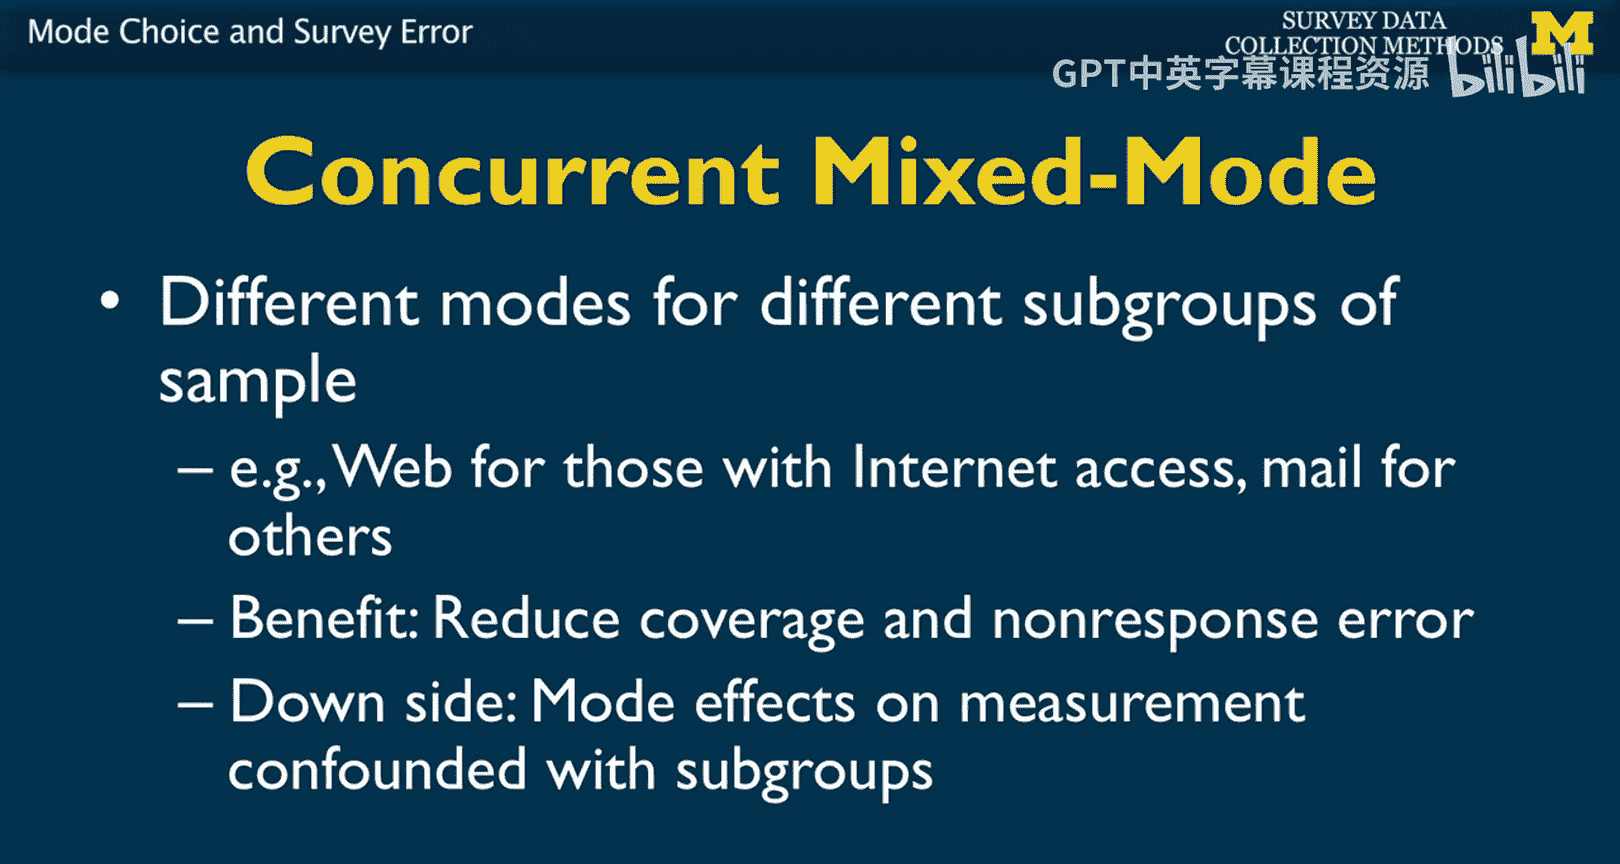 Mode Choice and Survey Error
SURVEY DATA
COLLECTION METHODS
M
GPT中英字幕课程资源
bilibili
Concurrent Mixed-Mode
• Different modes for different subgroups of
sample
– e.g., Web for those with Internet access, mail for
others
– Benefit: Reduce coverage and nonresponse error
– Down side: Mode effects on measurement
confounded with subgroups